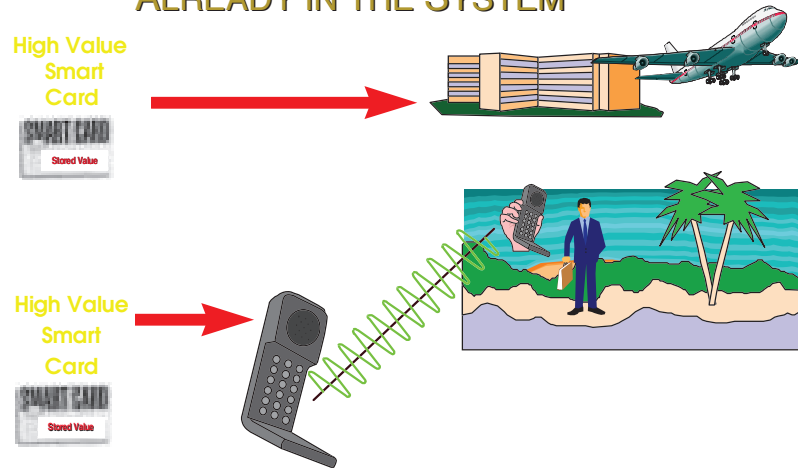 ALREADY IN THE SYSTEM
High Value
Smart
Card
SMART CARD
Stored Value
High Value
Smart
Card
SMART CARD
Stored Value